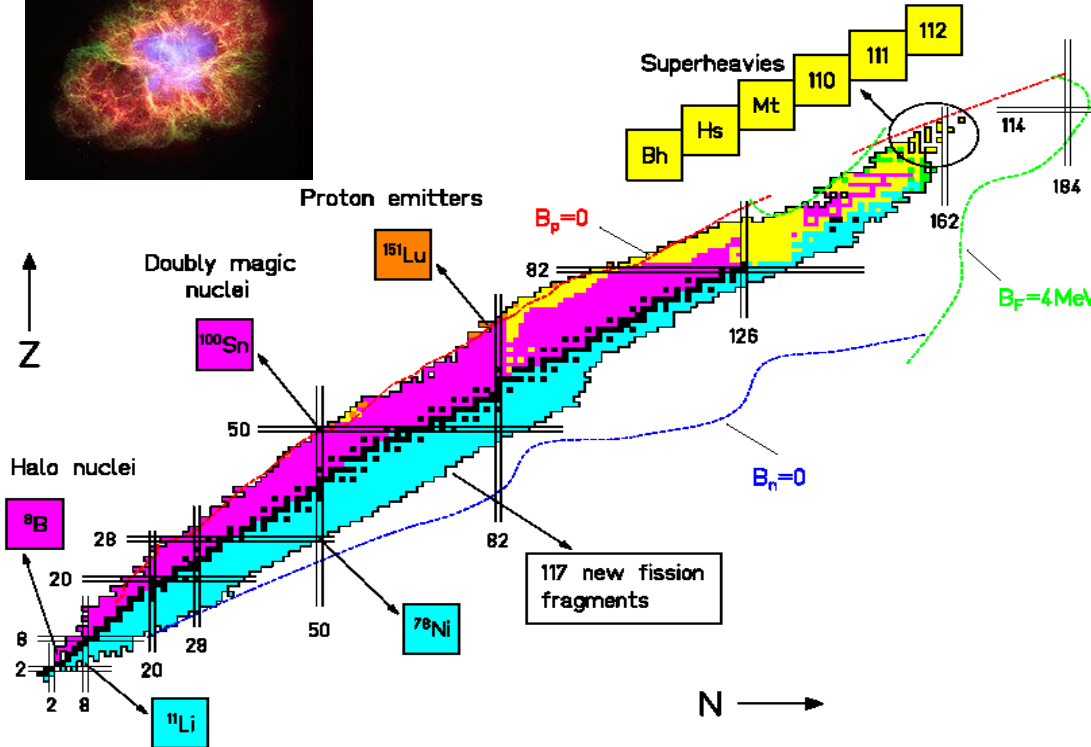 112
111
110
Mt
Hs
Bh
Superheavies
114
184
162
Proton emitters
¹⁵¹Lu
Bₚ=0
82
Doubly magic
nuclei
Z
¹⁰⁰Sn
126
B_F=4MeV
50
Halo nuclei
Bₙ=0
⁸B
28
82
20
117 new fission
fragments
⁷⁸Ni
50
28
20
8
2
2
8
¹¹Li
N